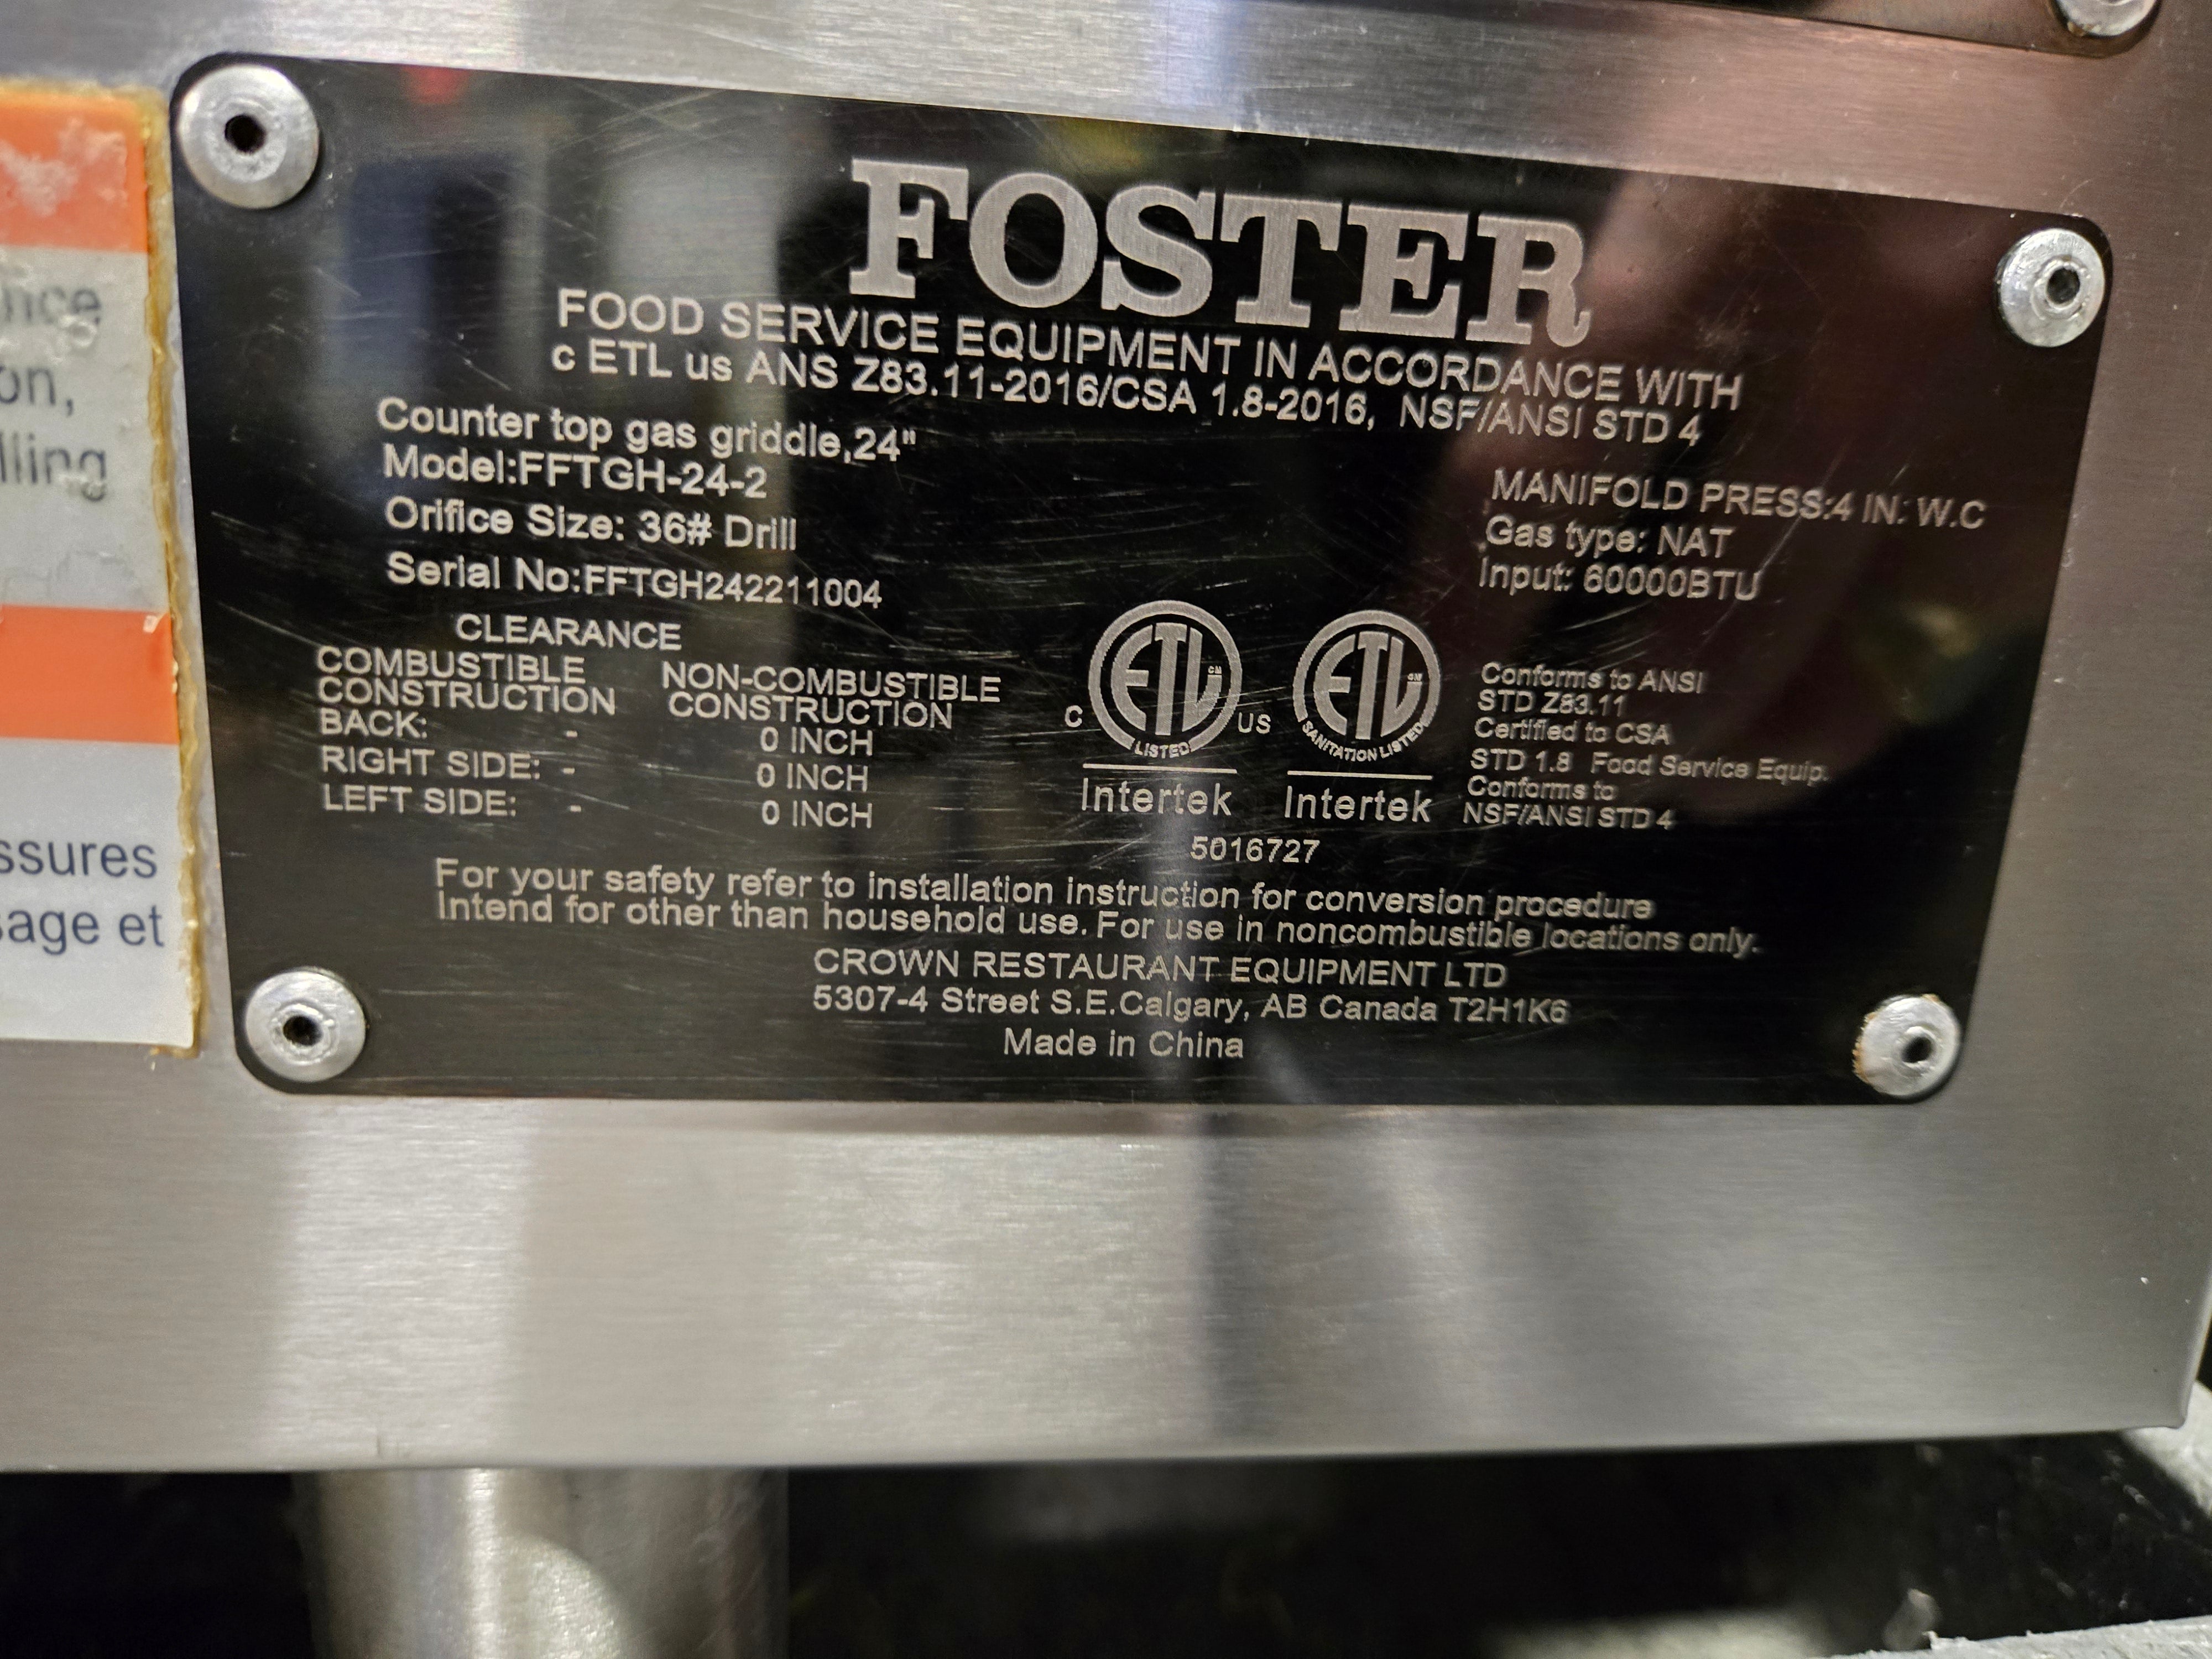 FOSTER
FOOD SERVICE EQUIPMENT IN ACCORDANCE WITH
c ETL us ANS Z83.11-2016/CSA 1.8-2016, NSF/ANSI STD 4
Counter top gas griddle,24"
Model:FFTGH-24-2
Orifice Size: 36# Drill
Serial No:FFTGH242211004
MANIFOLD PRESS:4 IN. W.C
Gas type: NAT
Input: 60000BTU
CLEARANCE
COMBUSTIBLE NON-COMBUSTIBLE
CONSTRUCTION CONSTRUCTION
BACK: - 0 INCH
RIGHT SIDE: - 0 INCH
LEFT SIDE: - 0 INCH
C ETL CM US
LISTED
Intertek
ETL CM
SANITATION LISTED
Intertek
5016727
Conforms to ANSI
STD Z83.11
Certified to CSA
STD 1.8 Food Service Equip.
Conforms to
NSF/ANSI STD 4
For your safety refer to installation instruction for conversion procedure
Intend for other than household use. For use in noncombustible locations only.
CROWN RESTAURANT EQUIPMENT LTD
5307-4 Street S.E.Calgary, AB Canada T2H1K6
Made in China
nce
on,
lling
ssures
sage et